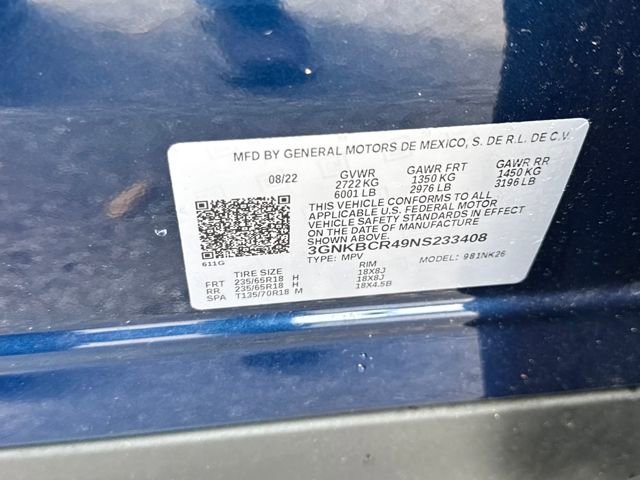 MFD BY GENERAL MOTORS DE MEXICO, S. DE R.L. DE C.V.
08/22 GVWR GAWR FRT GAWR RR
2722 KG 1350 KG 1450 KG
6001 LB 2976 LB 3196 LB
THIS VEHICLE CONFORMS TO ALL
APPLICABLE U.S. FEDERAL MOTOR
VEHICLE SAFETY STANDARDS IN EFFECT
ON THE DATE OF MANUFACTURE
3GNKBCR49NS233408
TYPE: MPV MODEL: 981NK26
611G
TIRE SIZE RIM
FRT 235/65R18 H 18X8J
RR 235/65R18 H 18X8J
SPA T135/70R18 M 18X4.5B